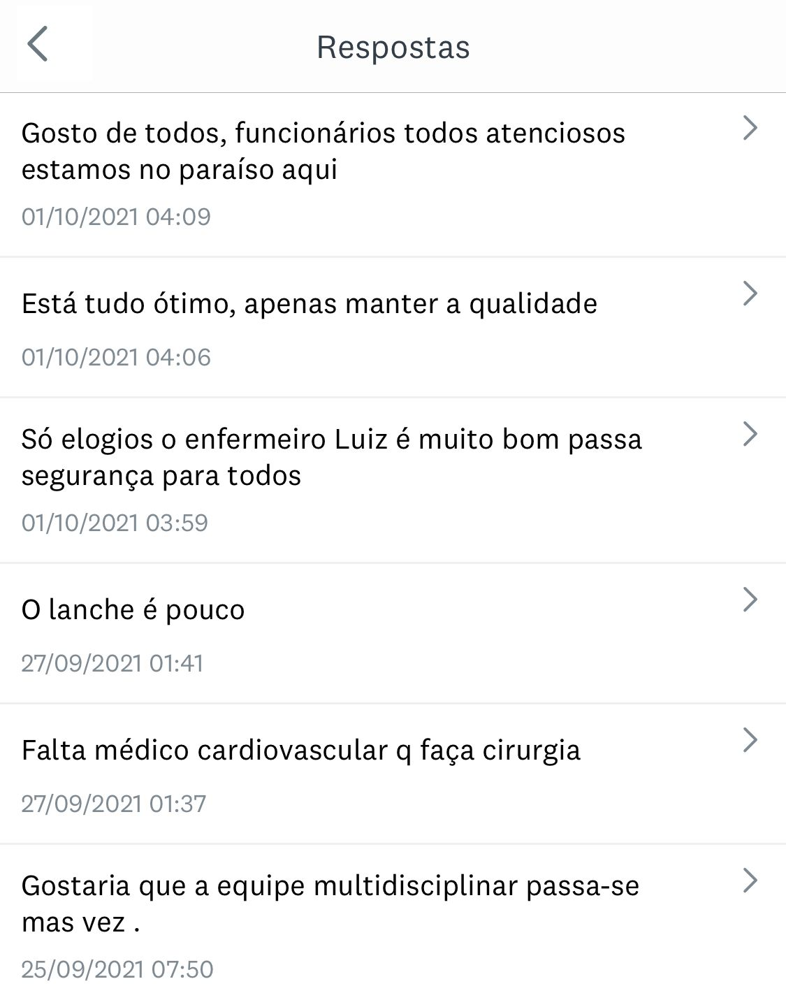 Respostas
Gosto de todos, funcionários todos atenciosos
estamos no paraíso aqui
01/10/2021 04:09
Está tudo ótimo, apenas manter a qualidade
01/10/2021 04:06
Só elogios o enfermeiro Luiz é muito bom passa
segurança para todos
01/10/2021 03:59
O lanche é pouco
27/09/2021 01:41
Falta médico cardiovascular q faça cirurgia
27/09/2021 01:37
Gostaria que a equipe multidisciplinar passa-se
mas vez .
25/09/2021 07:50